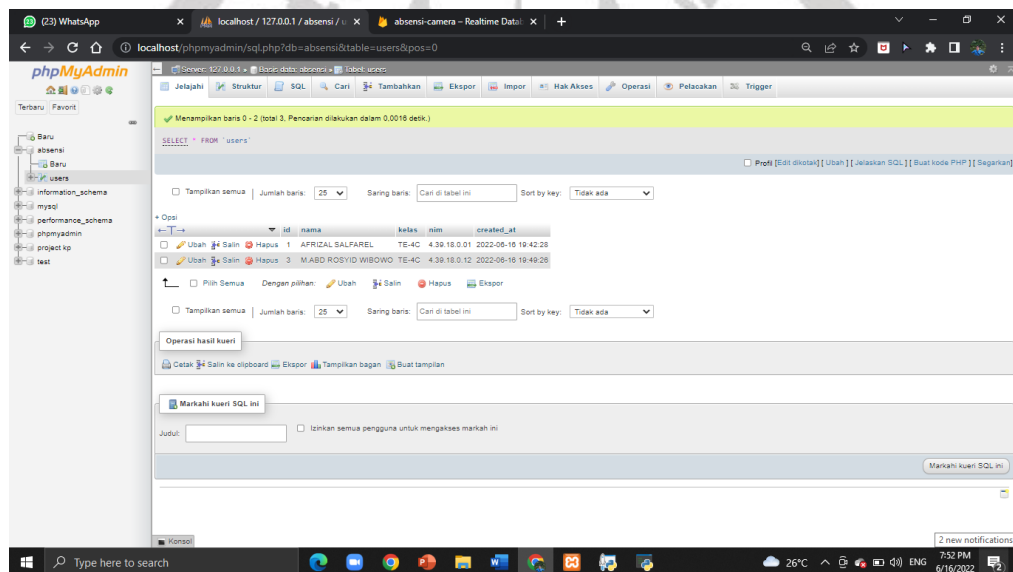 (23) WhatsApp
localhost / 127.0.0.1 / absensi / u
absensi-camera – Realtime Datab
localhost/phpmyadmin/sql.php?db=absensi&table=users&pos=0
phpMyAdmin
Terbaru Favorit
Baru
absensi
Baru
users
information_schema
mysql
performance_schema
phpmyadmin
project kp
test
Server: 127.0.0.1 » Basis data: absensi » Tabel: users
Jelajahi Struktur SQL Cari Tambahkan Ekspor Impor Hak Akses Operasi Pelacakan Trigger
Menampilkan baris 0 - 2 (total 3, Pencarian dilakukan dalam 0,0016 detik.)
SELECT * FROM `users`
Profil [Edit dikotak] [ Ubah ] [ Jelaskan SQL ] [ Buat kode PHP ] [ Segarkan]
Tampilkan semua | Jumlah baris: 25 Saring baris: Cari di tabel ini Sort by key: Tidak ada
+ Opsi
←T→ id nama kelas nim created_at
Ubah Salin Hapus 1 AFRIZAL SALFAREL TE-4C 4.39.18.0.01 2022-06-16 19:42:28
Ubah Salin Hapus 3 M.ABD ROSYID WIBOWO TE-4C 4.39.18.0.12 2022-06-16 19:49:26
Pilih Semua Dengan pilihan: Ubah Salin Hapus Ekspor
Tampilkan semua | Jumlah baris: 25 Saring baris: Cari di tabel ini Sort by key: Tidak ada
Operasi hasil kueri
Cetak Salin ke clipboard Ekspor Tampilkan bagan Buat tampilan
Markahi kueri SQL ini
Judul: Izinkan semua pengguna untuk mengakses markah ini
Markahi kueri SQL ini
Konsol
2 new notifications
Type here to search
26°C ENG 7:52 PM
6/16/2022